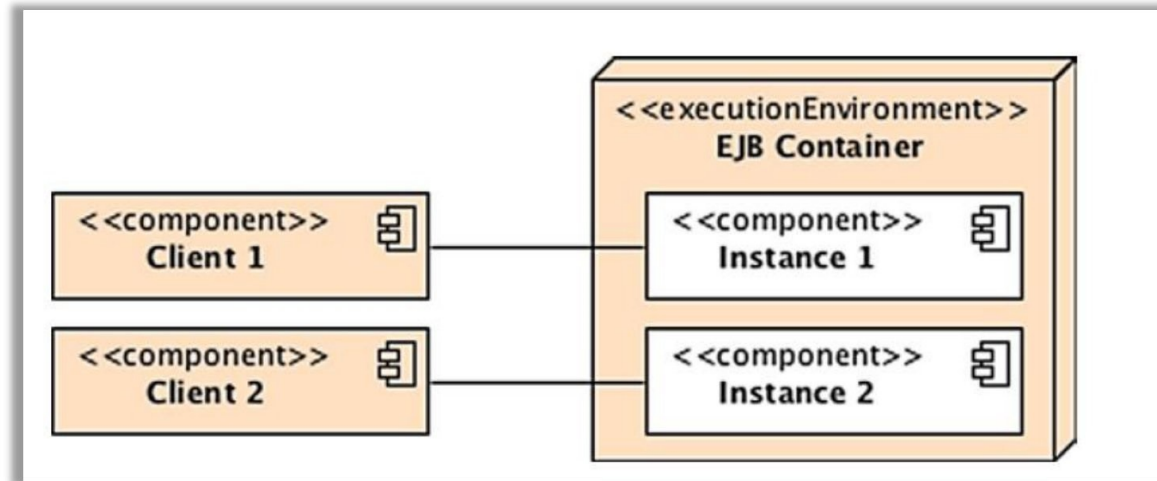 <<executionEnvironment>>
EJB Container
<<component>>
Client 1
<<component>>
Instance 1
<<component>>
Client 2
<<component>>
Instance 2